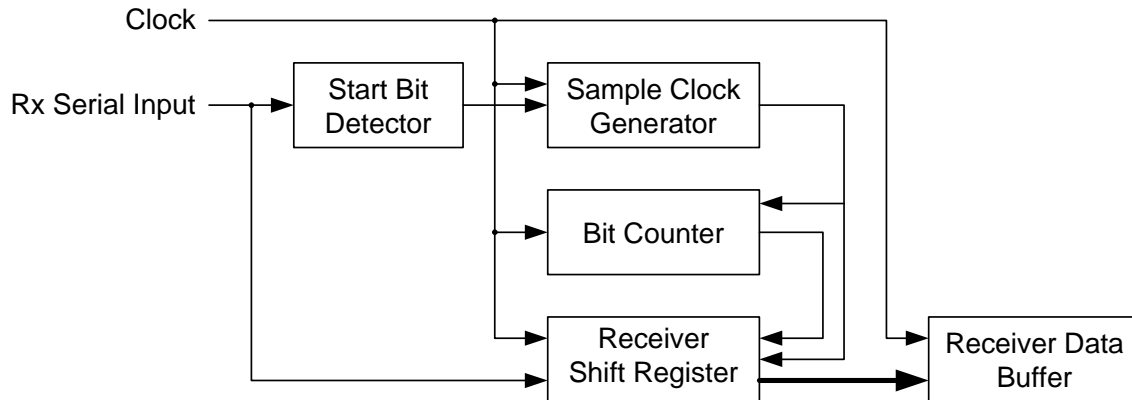 Clock
Rx Serial Input
Start Bit
Detector
Sample Clock
Generator
Bit Counter
Receiver
Shift Register
Receiver Data
Buffer